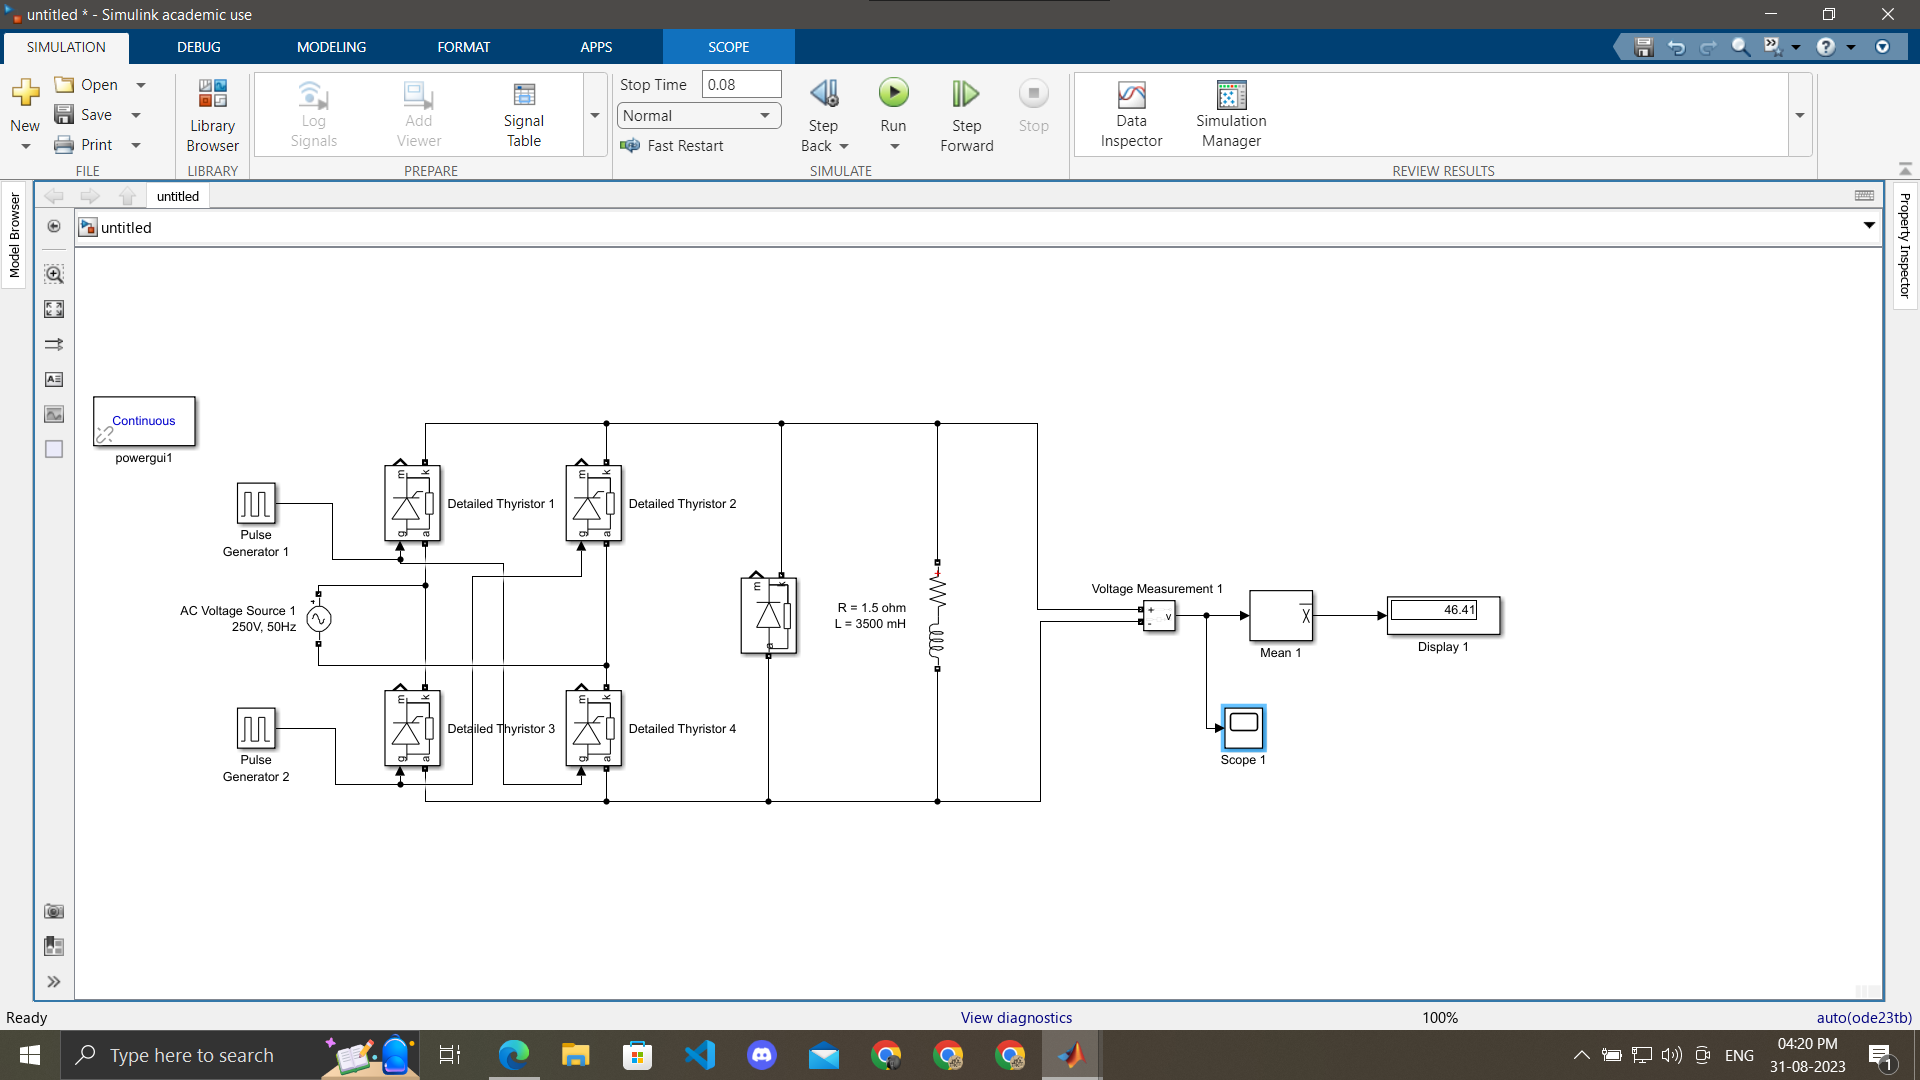 untitled * - Simulink academic use
SIMULATION
DEBUG
MODELING
FORMAT
APPS
SCOPE
New
Open
Save
Print
FILE
Library
Browser
LIBRARY
Log
Signals
Add
Viewer
Signal
Table
PREPARE
Stop Time
0.08
Normal
Fast Restart
Step
Back
Run
Step
Forward
Stop
SIMULATE
Data
Inspector
Simulation
Manager
REVIEW RESULTS
Model Browser
untitled
untitled
Property Inspector
Continuous
powergui1
Pulse
Generator 1
m
k
g
a
Detailed Thyristor 1
m
k
g
a
Detailed Thyristor 2
AC Voltage Source 1
250V, 50Hz
+
m
k
a
R = 1.5 ohm
L = 3500 mH
+
Voltage Measurement 1
+
-
v
X
Mean 1
46.41
Display 1
Pulse
Generator 2
m
k
g
a
Detailed Thyristor 3
m
k
g
a
Detailed Thyristor 4
Scope 1
Ready
View diagnostics
100%
auto(ode23tb)
Type here to search
ENG
04:20 PM
31-08-2023
1